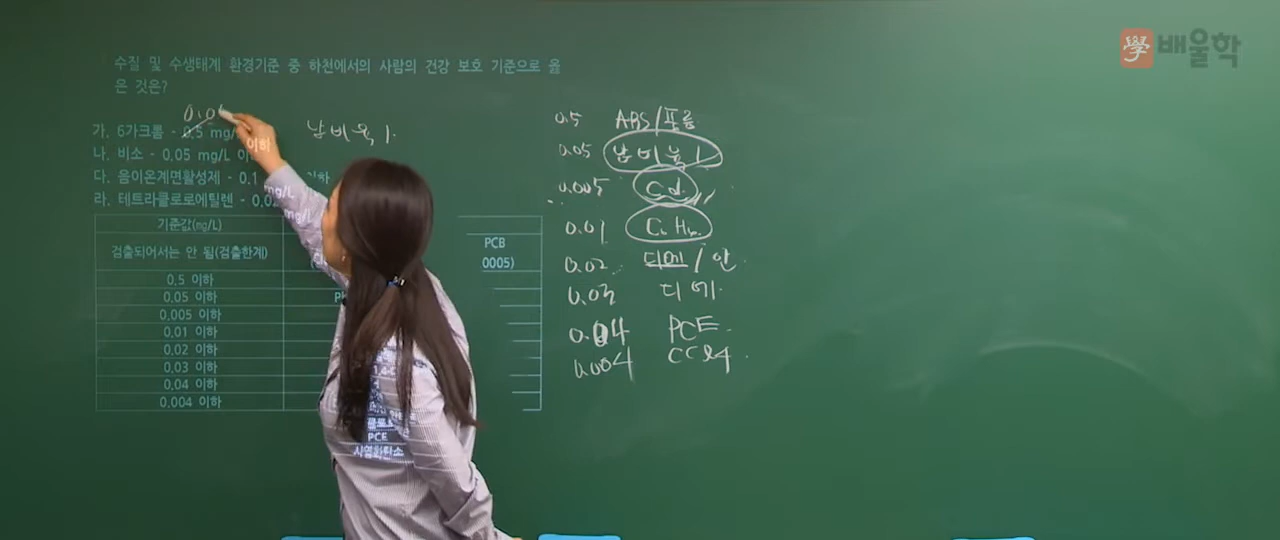 學 배울학
수질 및 수생태계 환경기준 중 하천에서의 사람의 건강 보호 기준으로 옳
은 것은?
가. 6가크롬 - 0.5 mg/ 이하
나. 비소 - 0.05 mg/L 이
다. 음이온계면활성제 - 0.1 mg/L 이하
라. 테트라클로로에틸렌 - 0.0 mg/L
남비육1.
기준값(mg/L)
검출되어서는 안 됨(검출한계) PCB
0005)
0.5 이하
0.05 이하
0.005 이하
0.01 이하
0.02 이하
0.03 이하
0.04 이하
0.004 이하
PCE
사염화탄소
0.5 ABS/포름
0.05 남비육1
0.005 Cd.
0.01
0.02 디메/안
0.03 디에.
0.04 PCE
0.004 CCl4